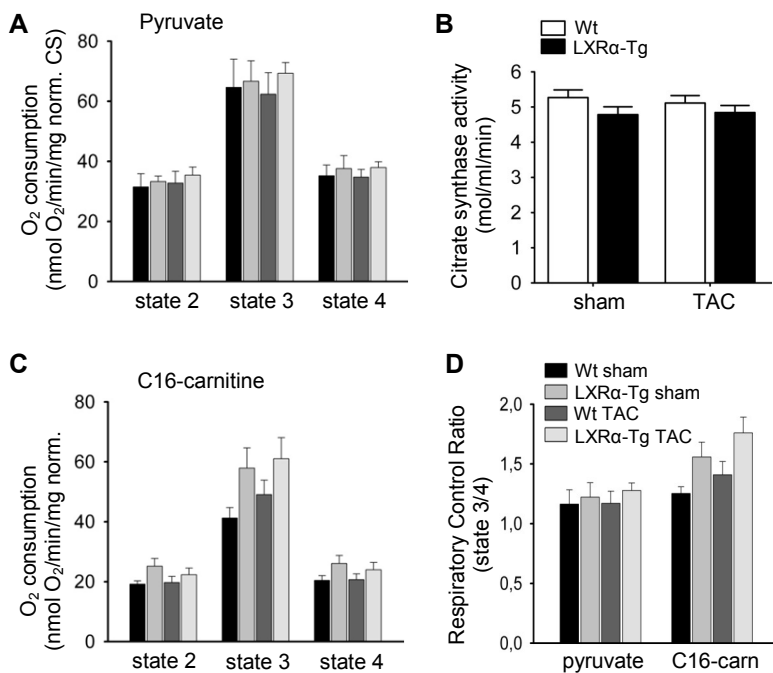 A
Pyruvate
O2 consumption
(nmol O2/min/mg norm. CS)
80
60
40
20
0
state 2 state 3 state 4
B
Wt
LXRα-Tg
Citrate synthase activity
(mol/ml/min)
6
5
4
3
2
1
0
sham TAC
C
C16-carnitine
O2 consumption
(nmol O2/min/mg norm.
80
60
40
20
0
state 2 state 3 state 4
D
Wt sham
LXRα-Tg sham
Wt TAC
LXRα-Tg TAC
Respiratory Control Ratio
(state 3/4)
2,0
1,5
1,0
0,5
0,0
pyruvate C16-carn